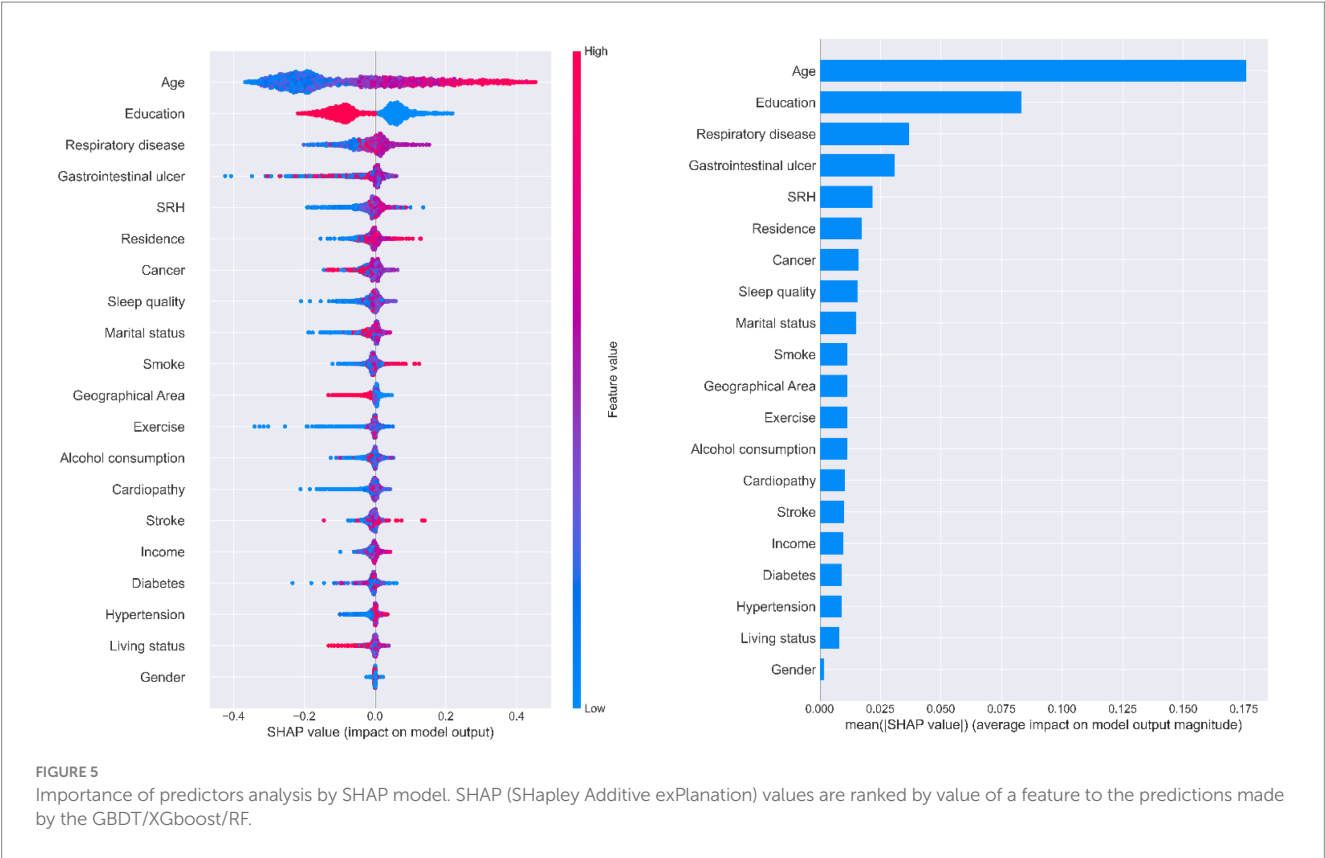 High
Age
Education
Respiratory disease
Gastrointestinal ulcer
SRH
Residence
Cancer
Sleep quality
Marital status
Smoke
Geographical Area
Exercise
Alcohol consumption
Cardiopathy
Stroke
Income
Diabetes
Hypertension
Living status
Gender
Feature value
Low
−0.4 −0.2 0.0 0.2 0.4
SHAP value (impact on model output)
Age
Education
Respiratory disease
Gastrointestinal ulcer
SRH
Residence
Cancer
Sleep quality
Marital status
Smoke
Geographical Area
Exercise
Alcohol consumption
Cardiopathy
Stroke
Income
Diabetes
Hypertension
Living status
Gender
0.000 0.025 0.050 0.075 0.100 0.125 0.150 0.175
mean(|SHAP value|) (average impact on model output magnitude)
FIGURE 5
Importance of predictors analysis by SHAP model. SHAP (SHapley Additive exPlanation) values are ranked by value of a feature to the predictions made
by the GBDT/XGboost/RF.